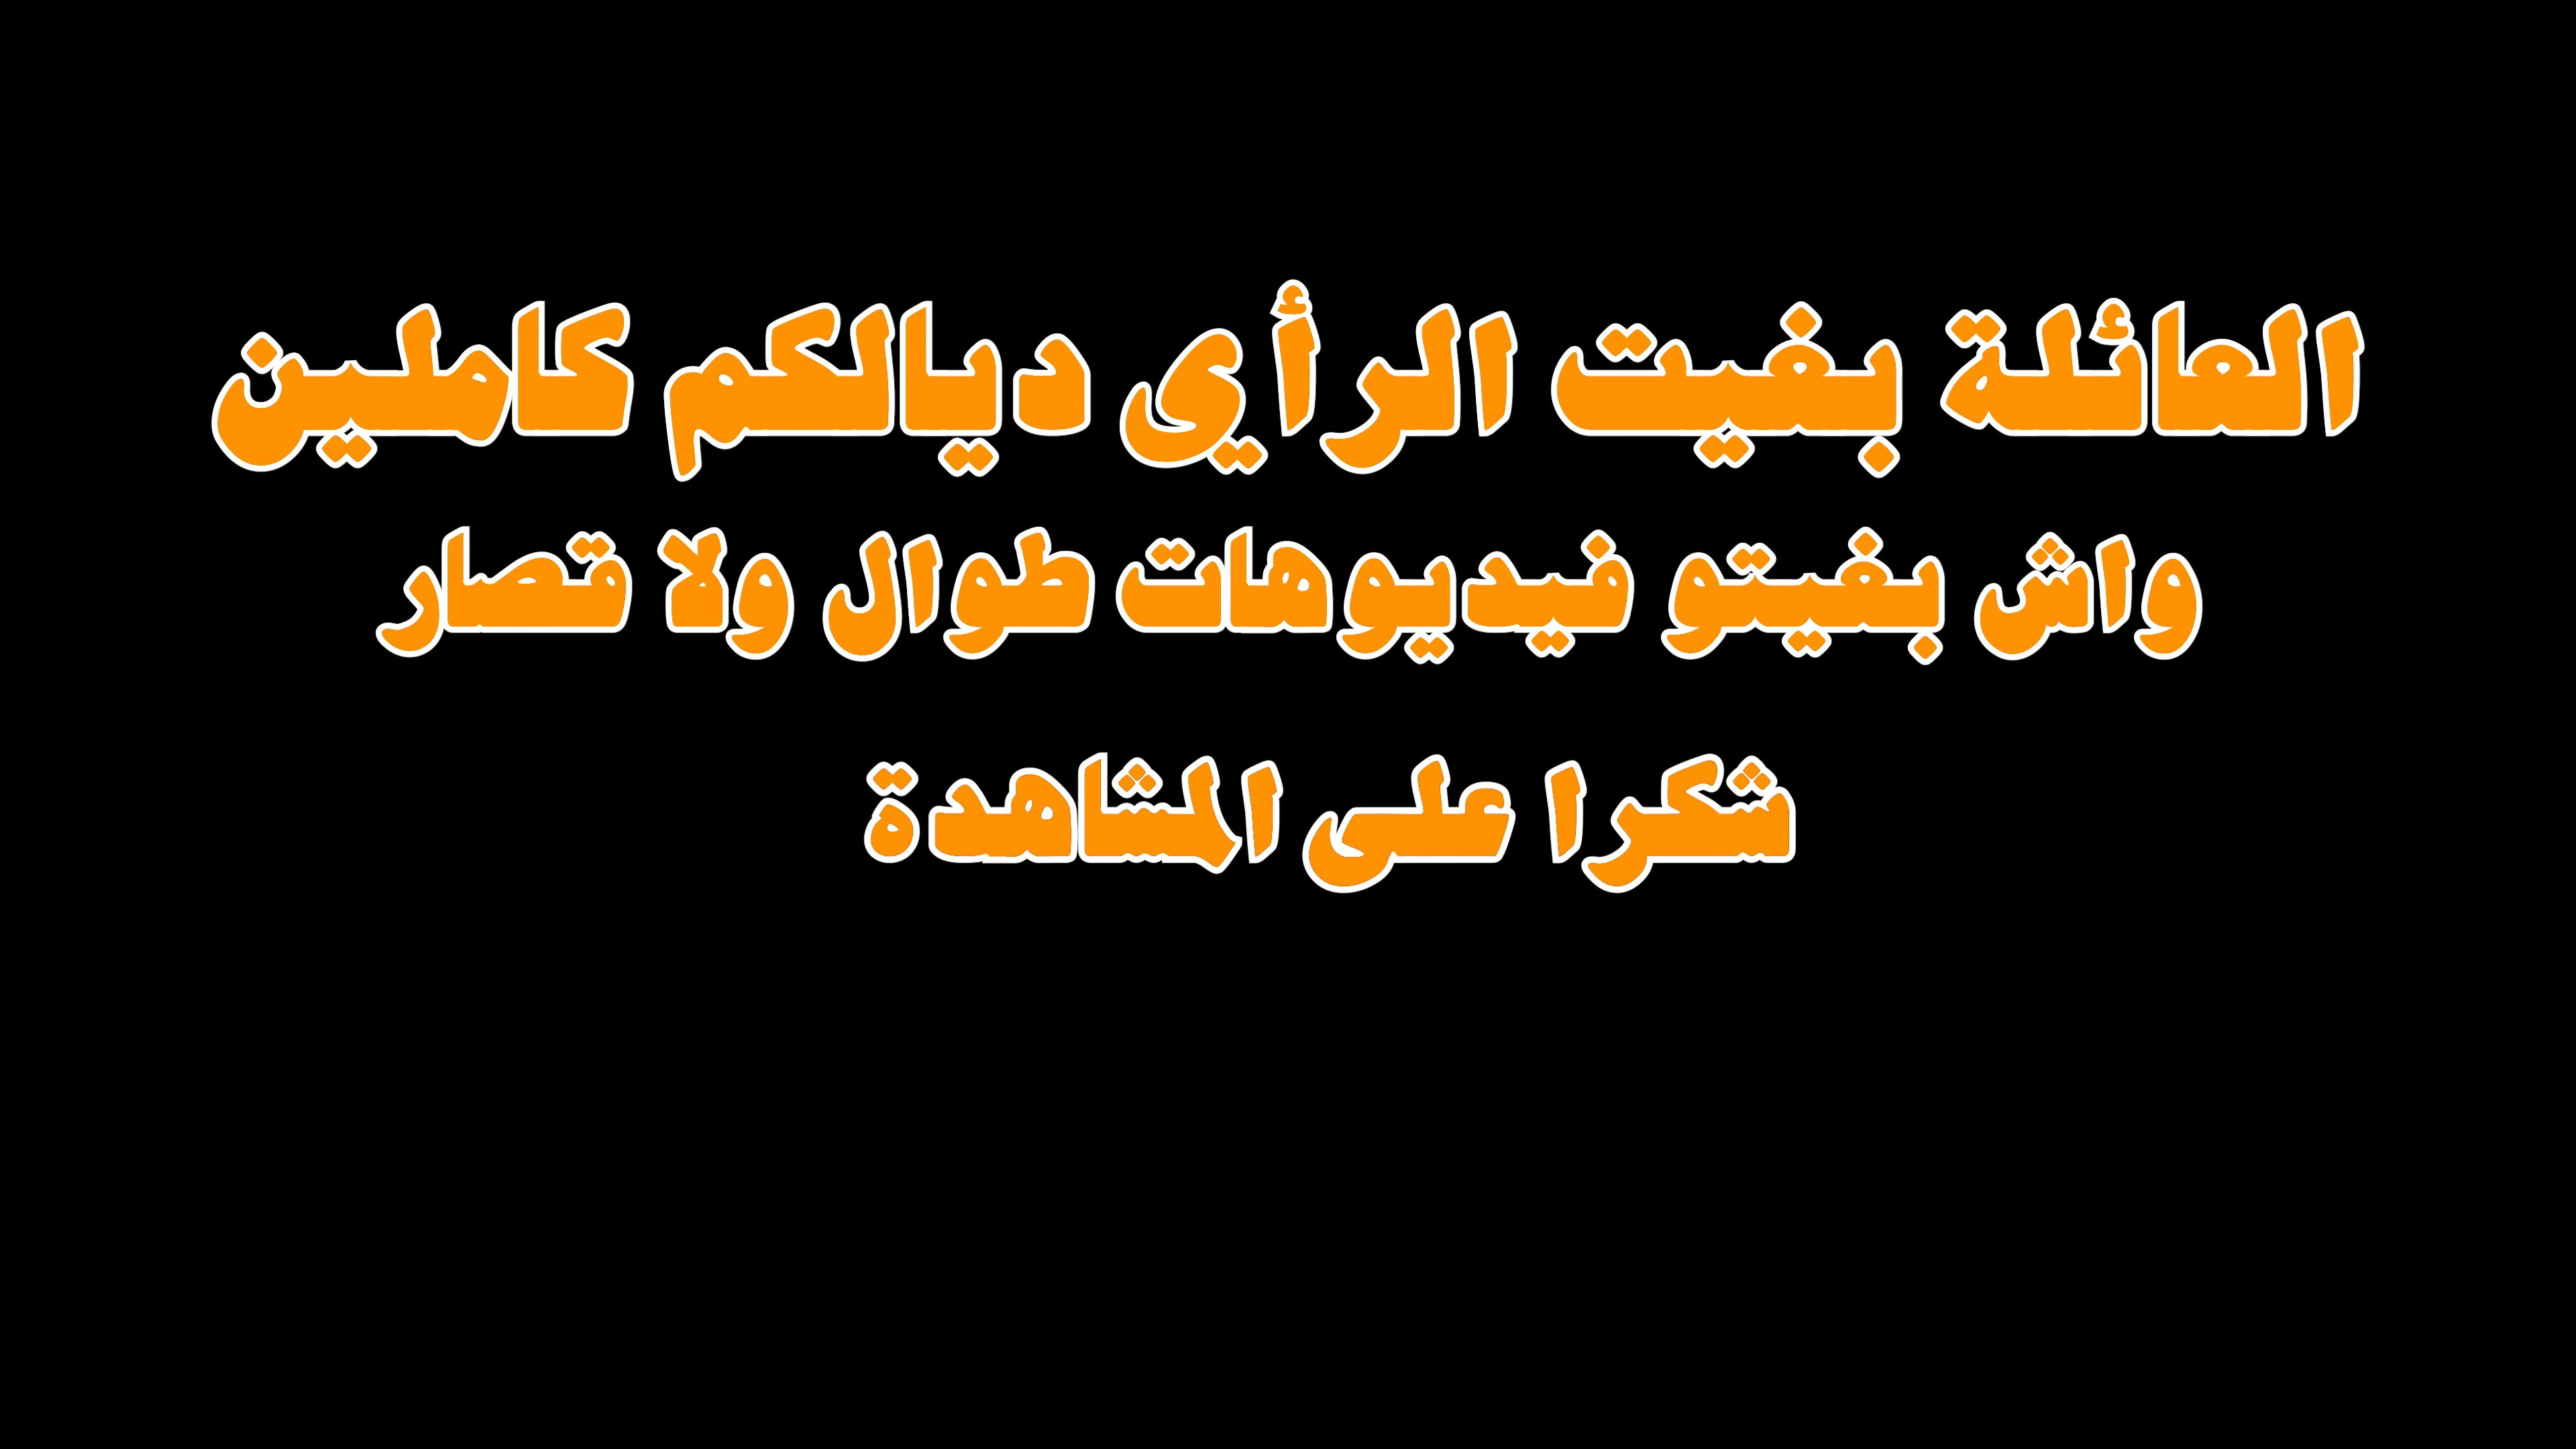 العائلة بغيت الرأي ديالكم كاملين
واش بغيتو فيديوهات طوال ولا قصار
شكرا على المشاهدة